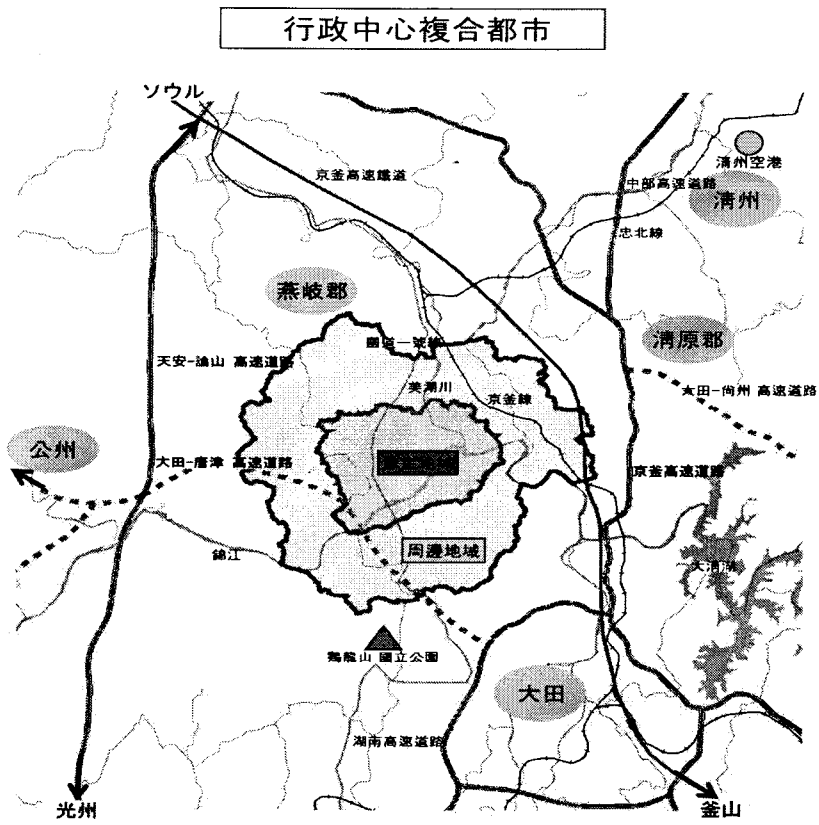 行政中心複合都市
ソウル
淸州空港
京釜高速鐵道
中部高速道路
淸州
忠北線
燕岐郡
國道一號線
淸原郡
天安-論山 高速道路
美湖川
京釜線
大田-尙州 高速道路
公州
大田-唐津 高速道路
京釜高速道路
周邊地域
錦江
大淸湖
鷄龍山 國立公園
大田
湖南高速道路
光州
釜山